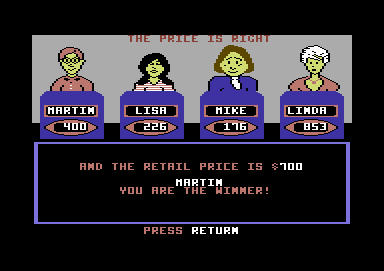 THE PRICE IS RIGHT
MARTIN LISA MIKE LINDA
400 226 176 853
AND THE RETAIL PRICE IS $700
MARTIN
YOU ARE THE WINNER!
PRESS RETURN